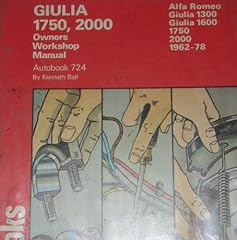 GIULIA
1750, 2000
Owners
Workshop
Manual
Autobook 724
By Kenneth Ball
Alfa Romeo
Giulia 1300
Giulia 1600
1750
2000
1962-78
oks